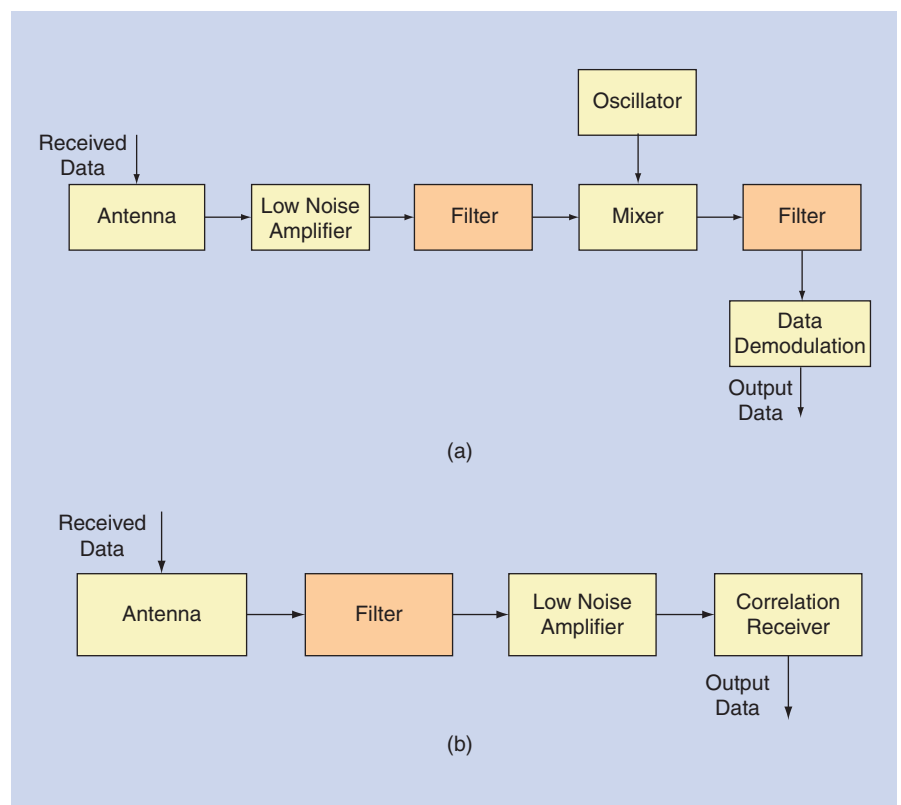 Oscillator
Received
Data
Antenna
Low Noise
Amplifier
Filter
Mixer
Filter
Data
Demodulation
Output
Data
(a)
Received
Data
Antenna
Filter
Low Noise
Amplifier
Correlation
Receiver
Output
Data
(b)